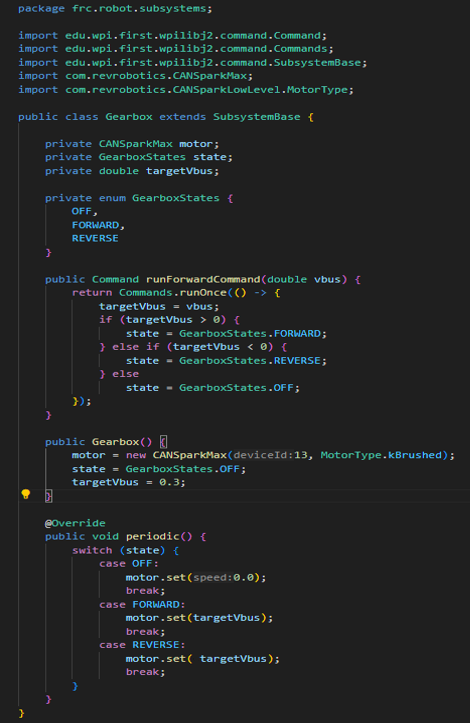 package frc.robot.subsystems;
import edu.wpi.first.wpilibj2.command.Command;
import edu.wpi.first.wpilibj2.command.Commands;
import edu.wpi.first.wpilibj2.command.SubsystemBase;
import com.revrobotics.CANSparkMax;
import com.revrobotics.CANSparkLowLevel.MotorType;
public class Gearbox extends SubsystemBase {
private CANSparkMax motor;
private GearboxStates state;
private double targetVbus;
private enum GearboxStates {
OFF,
FORWARD,
REVERSE
}
public Command runForwardCommand(double vbus) {
return Commands.runOnce(() -> {
targetVbus = vbus;
if (targetVbus > 0) {
state = GearboxStates.FORWARD;
} else if (targetVbus < 0) {
state = GearboxStates.REVERSE;
} else
state = GearboxStates.OFF;
});
}
public Gearbox() {
motor = new CANSparkMax(deviceId:13, MotorType.kBrushed);
state = GearboxStates.OFF;
targetVbus = 0.3;
}
@Override
public void periodic() {
switch (state) {
case OFF:
motor.set(speed:0.0);
break;
case FORWARD:
motor.set(targetVbus);
break;
case REVERSE:
motor.set( targetVbus);
break;
}
}
}